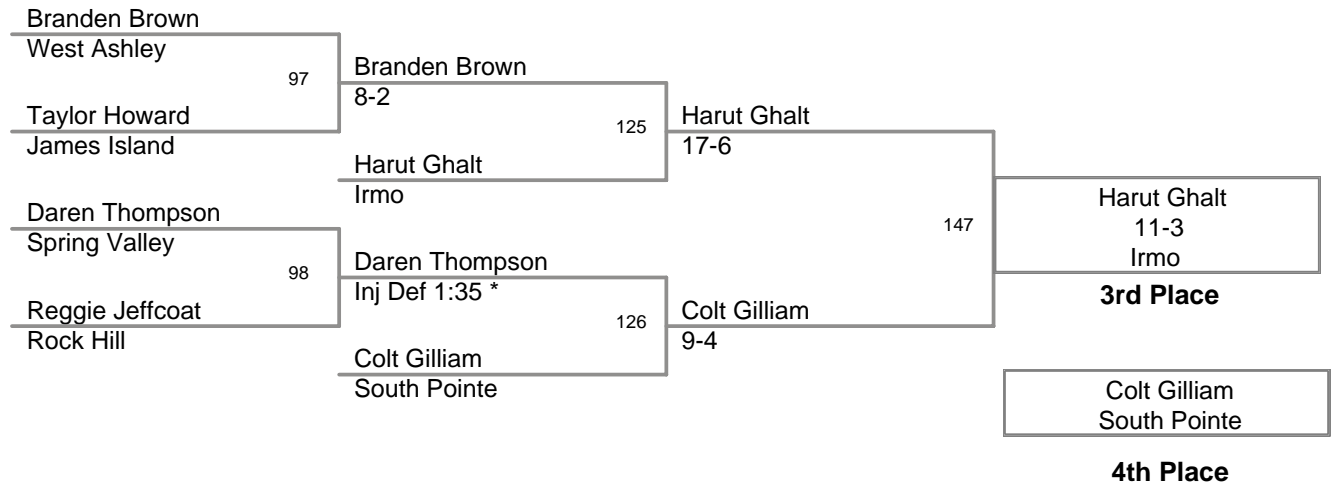 Branden Brown
West Ashley
97
Taylor Howard
James Island
Branden Brown
8-2
125
Harut Ghalt
Irmo
Harut Ghalt
17-6
Daren Thompson
Spring Valley
98
Reggie Jeffcoat
Rock Hill
Daren Thompson
Inj Def 1:35 *
126
Colt Gilliam
South Pointe
Colt Gilliam
9-4
147
Harut Ghalt
11-3
Irmo
3rd Place
Colt Gilliam
South Pointe
4th Place